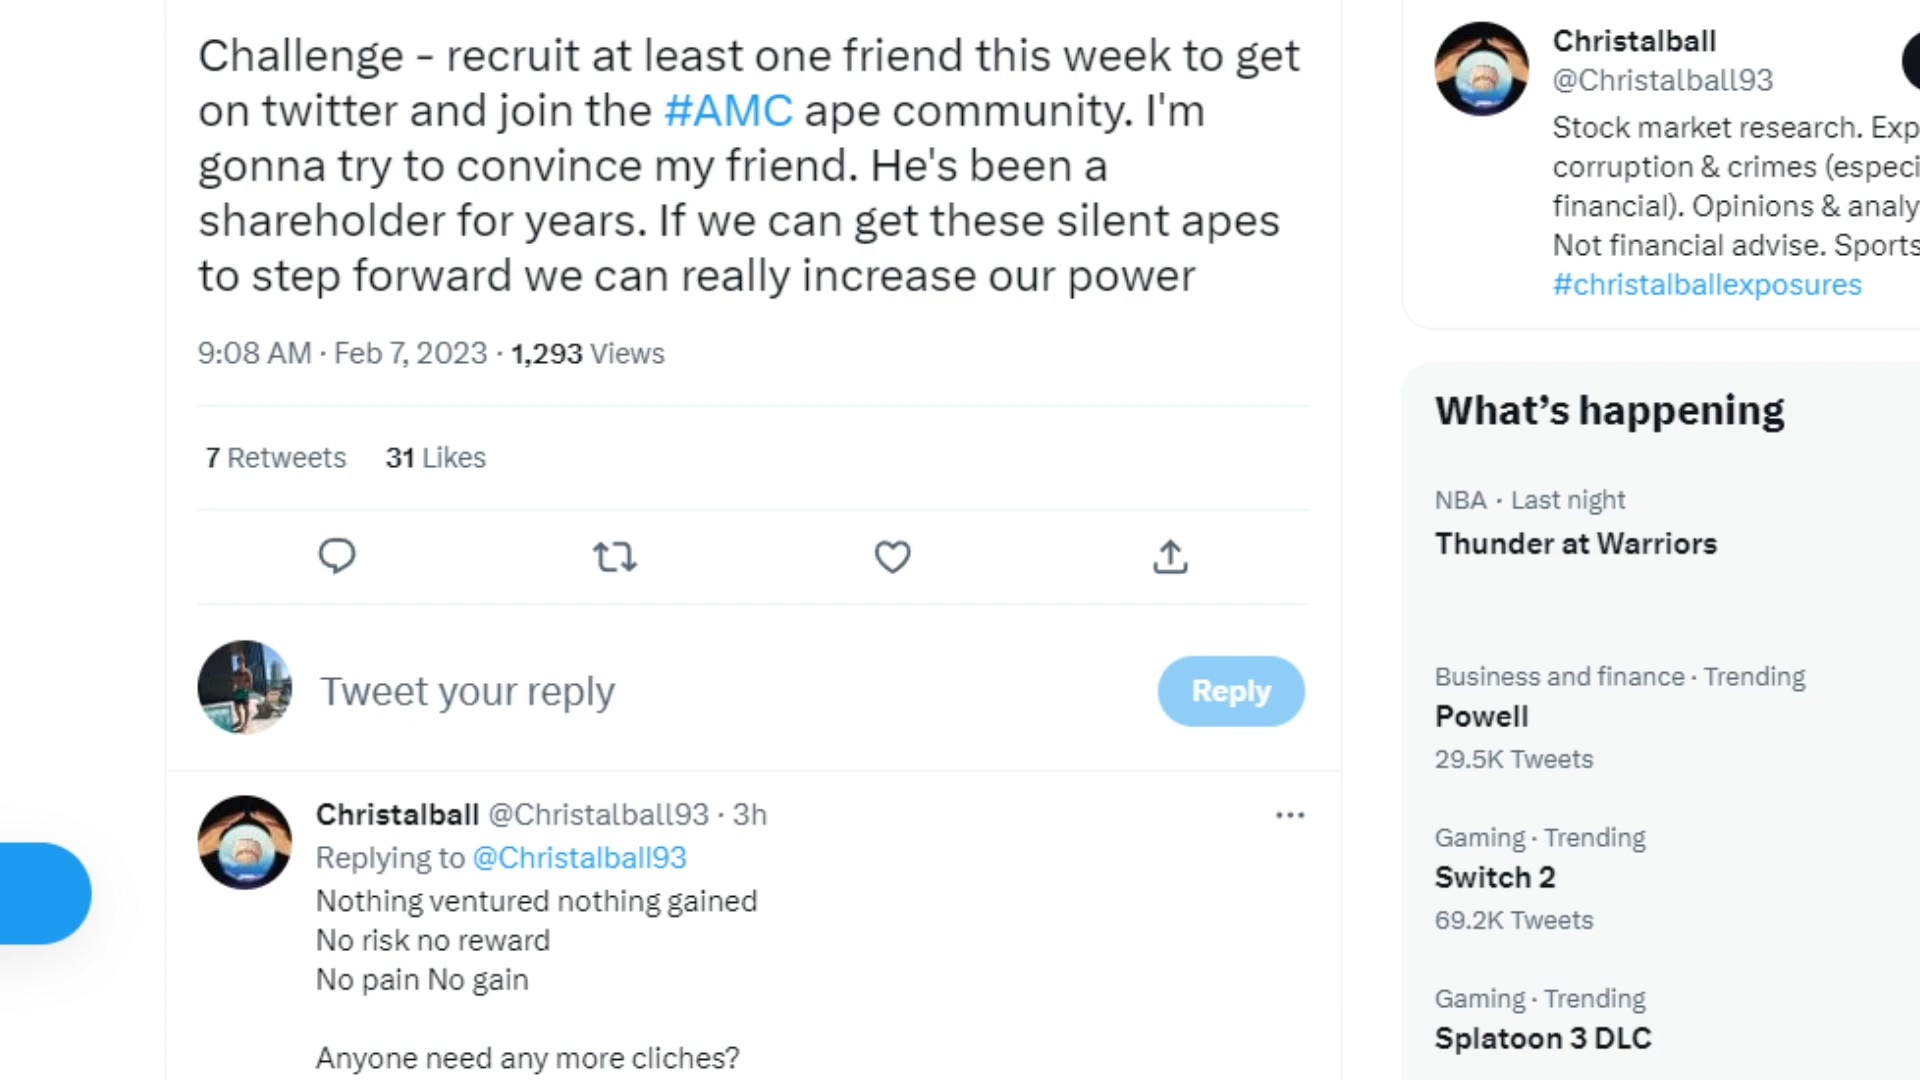 Challenge - recruit at least one friend this week to get
on twitter and join the #AMC ape community. I'm
gonna try to convince my friend. He's been a
shareholder for years. If we can get these silent apes
to step forward we can really increase our power
9:08 AM · Feb 7, 2023 · 1,293 Views
7 Retweets 31 Likes
Tweet your reply
Reply
Christalball @Christalball93 · 3h
Replying to @Christalball93
Nothing ventured nothing gained
No risk no reward
No pain No gain
Anyone need any more cliches?
Christalball
@Christalball93
Stock market research. Exp
corruption & crimes (especi
financial). Opinions & analy
Not financial advise. Sports
#christalballexposures
What’s happening
NBA · Last night
Thunder at Warriors
Business and finance · Trending
Powell
29.5K Tweets
Gaming · Trending
Switch 2
69.2K Tweets
Gaming · Trending
Splatoon 3 DLC